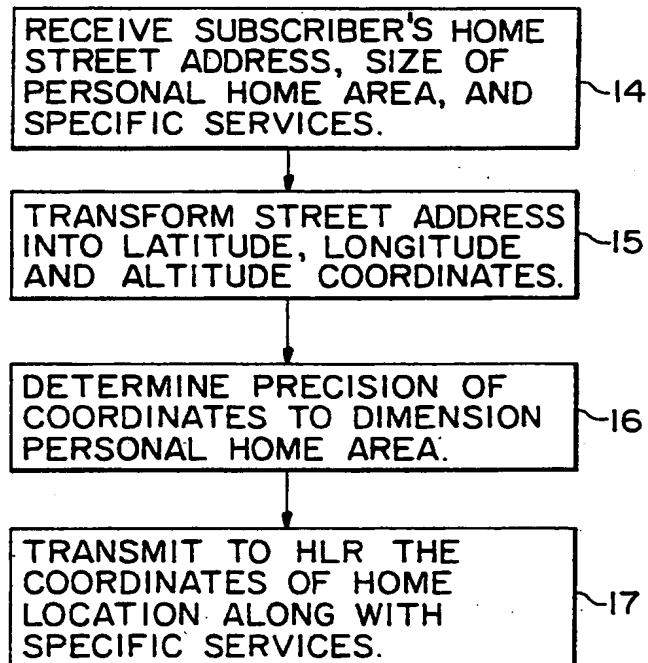 RECEIVE SUBSCRIBER'S HOME
STREET ADDRESS, SIZE OF
PERSONAL HOME AREA, AND
SPECIFIC SERVICES.
14
TRANSFORM STREET ADDRESS
INTO LATITUDE, LONGITUDE
AND ALTITUDE COORDINATES.
15
DETERMINE PRECISION OF
COORDINATES TO DIMENSION
PERSONAL HOME AREA.
16
TRANSMIT TO HLR THE
COORDINATES OF HOME
LOCATION ALONG WITH
SPECIFIC SERVICES.
17